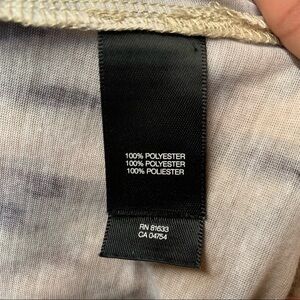 100% POLYESTER
100% POLYESTER
100% POLIESTER
RN 81633
CA 04754